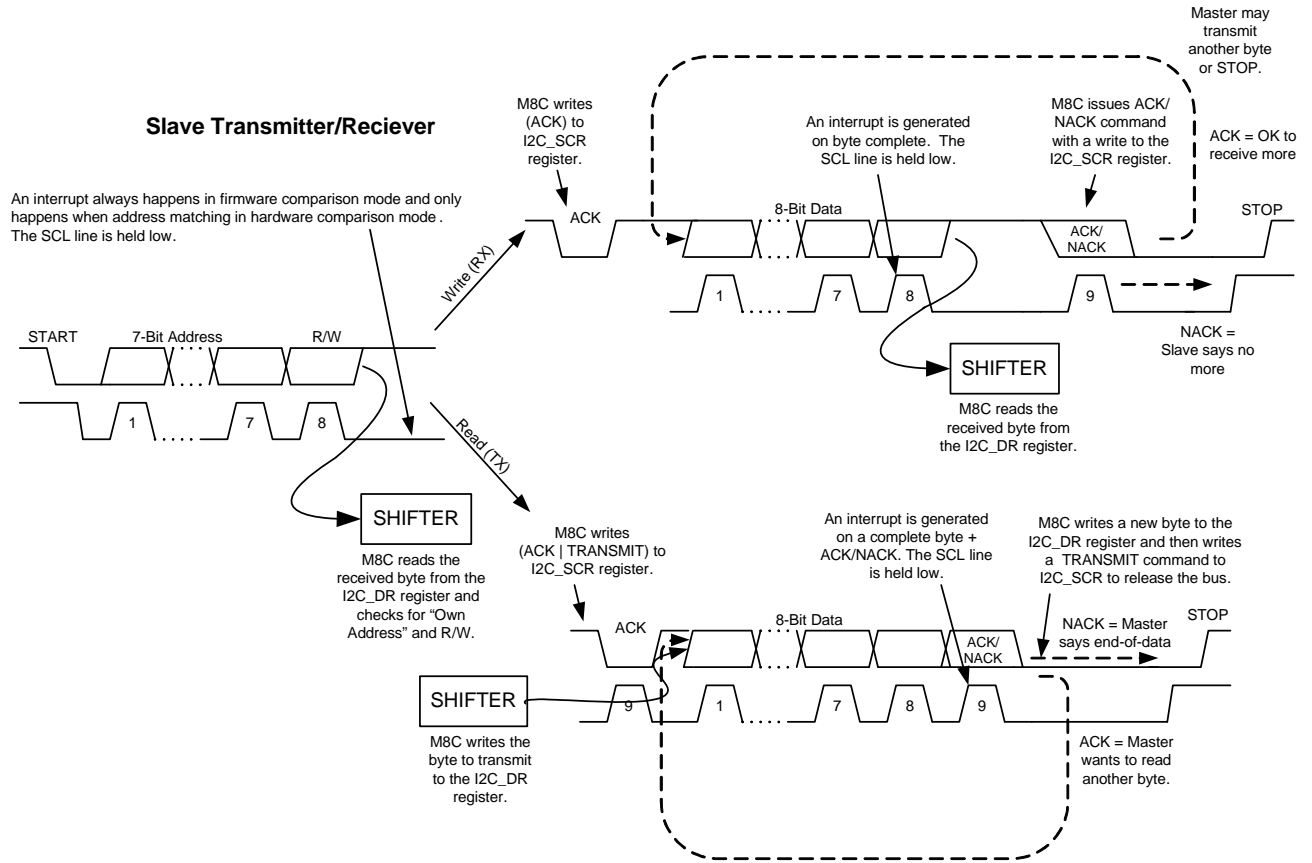 Slave Transmitter/Reciever
An interrupt always happens in firmware comparison mode and only
happens when address matching in hardware comparison mode .
The SCL line is held low.
START
7-Bit Address
R/W
1
7
8
SHIFTER
M8C reads the
received byte from the
I2C_DR register and
checks for “Own
Address” and R/W.
Write (RX)
M8C writes
(ACK) to
I2C_SCR
register.
ACK
8-Bit Data
An interrupt is generated
on byte complete. The
SCL line is held low.
M8C issues ACK/
NACK command
with a write to the
I2C_SCR register.
Master may
transmit
another byte
or STOP.
ACK = OK to
receive more
STOP
ACK/
NACK
1
7
8
9
NACK =
Slave says no
more
SHIFTER
M8C reads the
received byte from
the I2C_DR register.
Read (TX)
M8C writes
(ACK | TRANSMIT) to
I2C_SCR register.
ACK
8-Bit Data
An interrupt is generated
on a complete byte +
ACK/NACK. The SCL line
is held low.
M8C writes a new byte to the
I2C_DR register and then writes
a TRANSMIT command to
I2C_SCR to release the bus.
ACK/
NACK
NACK = Master
says end-of-data
STOP
SHIFTER
M8C writes the
byte to transmit
to the I2C_DR
register.
9
1
7
8
9
ACK = Master
wants to read
another byte.